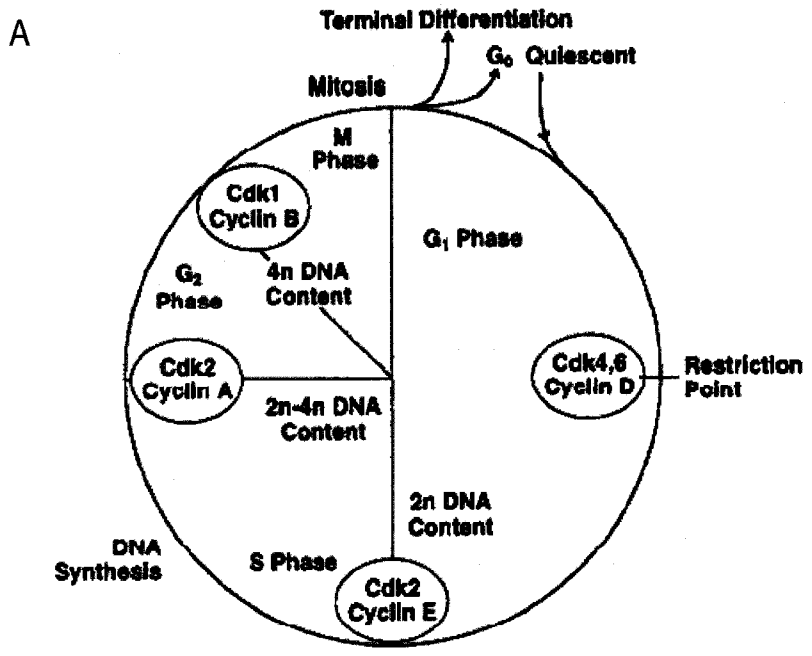 A
Terminal Differentiation
G₀ Quiescent
Mitosis
M
Phase
Cdk1
Cyclin B
G₁ Phase
G₂
Phase
4n DNA
Content
Cdk2
Cyclin A
Cdk4,6
Cyclin D
Restriction
Point
2n-4n DNA
Content
2n DNA
Content
DNA
Synthesis
S Phase
Cdk2
Cyclin E